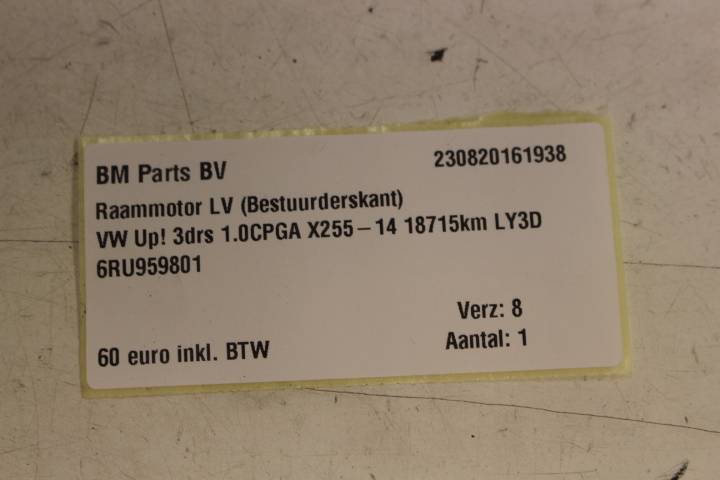 BM Parts BV 230820161938
Raammotor LV (Bestuurderskant)
VW Up! 3drs 1.0CPGA X255-14 18715km LY3D
6RU959801
Verz: 8
60 euro inkl. BTW Aantal: 1